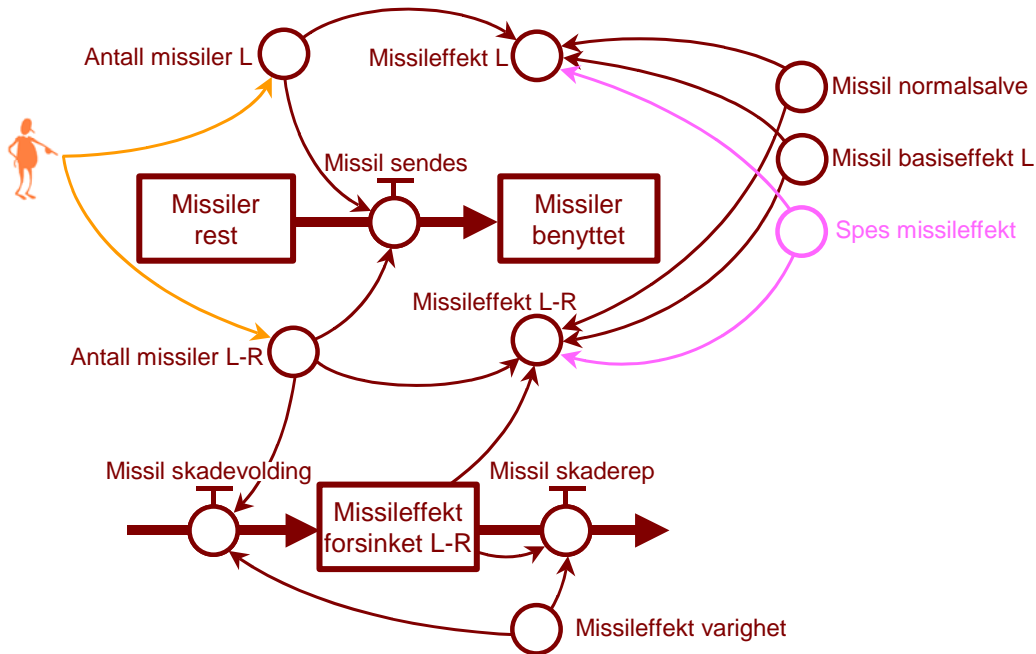 Antall missiler L
Missileffekt L
Missil normalsalve
Missil sendes
Missil basiseffekt L
Missiler
rest
Missiler
benyttet
Spes missileffekt
Missileffekt L-R
Antall missiler L-R
Missil skadevolding
Missil skaderep
Missileffekt
forsinket L-R
Missileffekt varighet